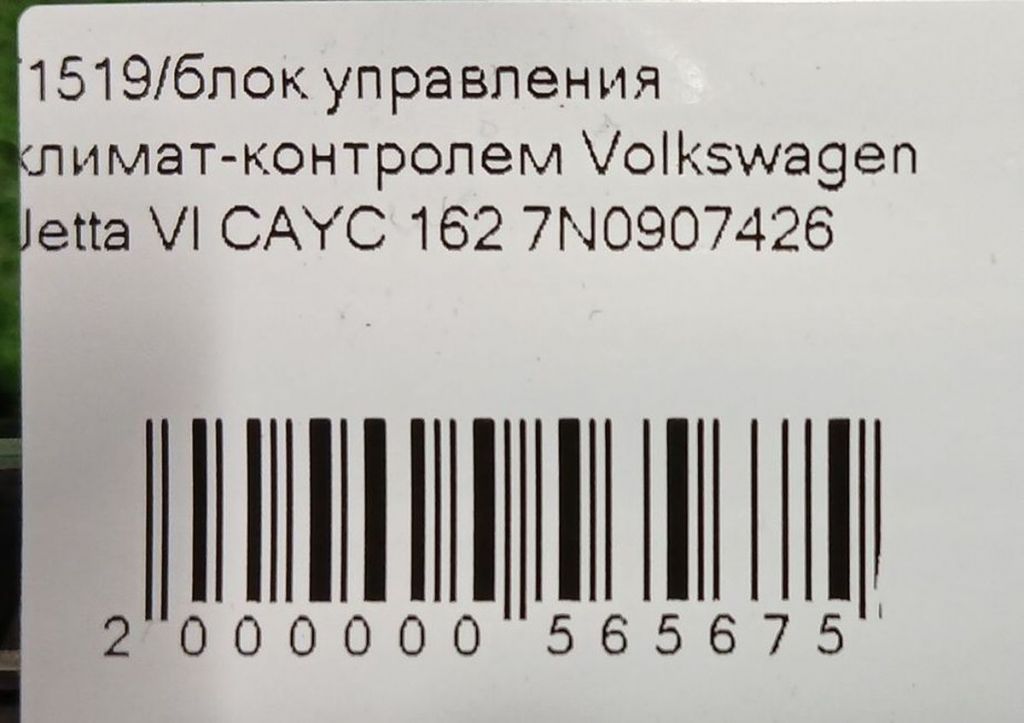 1519/блок управления
климат-контролем Volkswagen
Jetta VI CAYC 162 7N0907426
2 000000 565675